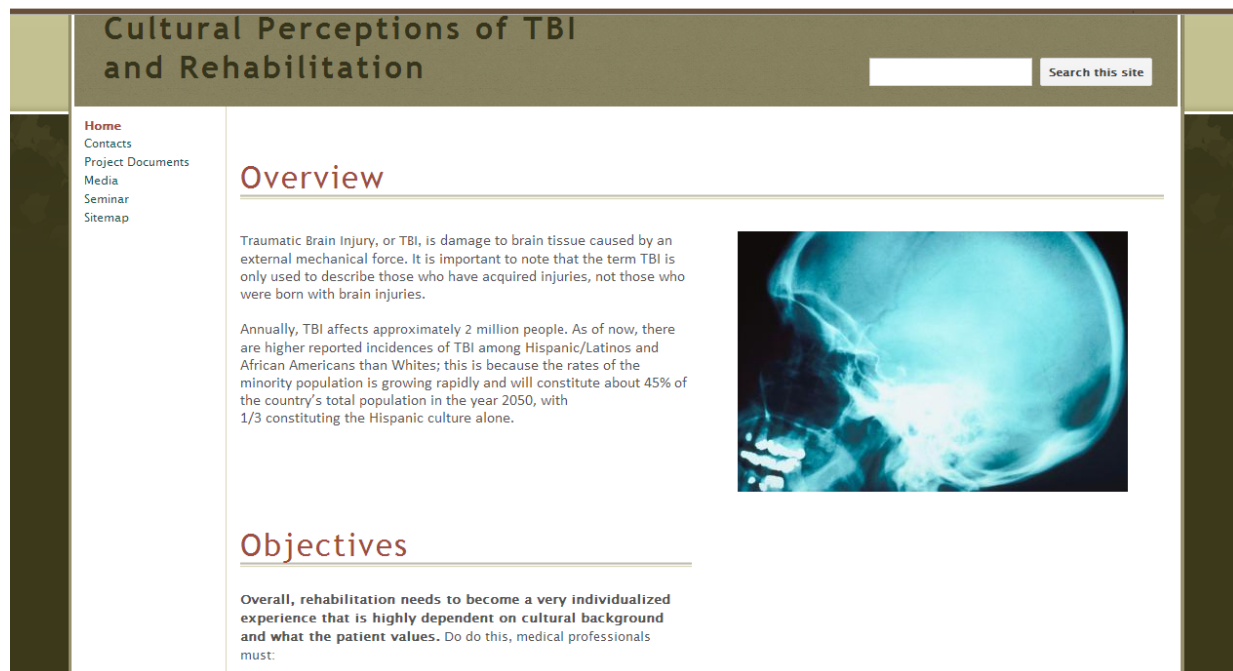 Cultural Perceptions of TBI
and Rehabilitation
Search this site
Home
Contacts
Project Documents
Media
Seminar
Sitemap
Overview
Traumatic Brain Injury, or TBI, is damage to brain tissue caused by an
external mechanical force. It is important to note that the term TBI is
only used to describe those who have acquired injuries, not those who
were born with brain injuries.
Annually, TBI affects approximately 2 million people. As of now, there
are higher reported incidences of TBI among Hispanic/Latinos and
African Americans than Whites; this is because the rates of the
minority population is growing rapidly and will constitute about 45% of
the country's total population in the year 2050, with
1/3 constituting the Hispanic culture alone.
Objectives
Overall, rehabilitation needs to become a very individualized
experience that is highly dependent on cultural background
and what the patient values. Do do this, medical professionals
must: